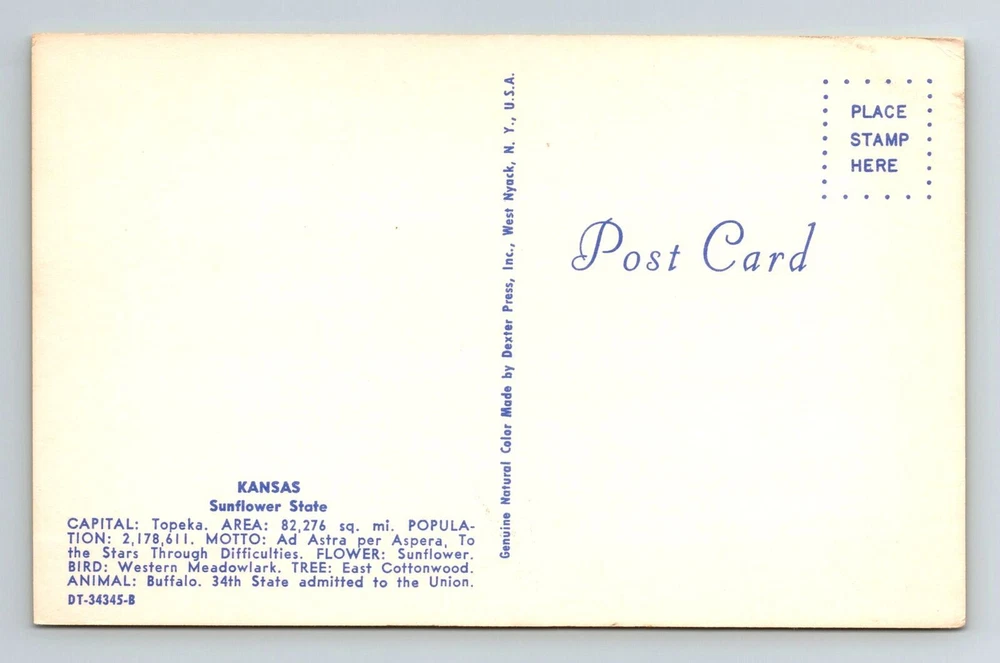 KANSAS
Sunflower State
CAPITAL: Topeka. AREA: 82,276 sq. mi. POPULA-
TION: 2,178,611. MOTTO: Ad Astra per Aspera, To
the Stars Through Difficulties. FLOWER: Sunflower.
BIRD: Western Meadowlark. TREE: East Cottonwood.
ANIMAL: Buffalo. 34th State admitted to the Union.
DT-34345-B
Genuine Natural Color Made by Dexter Press, Inc., West Nyack, N. Y., U.S.A.
PLACE
STAMP
HERE
Post Card